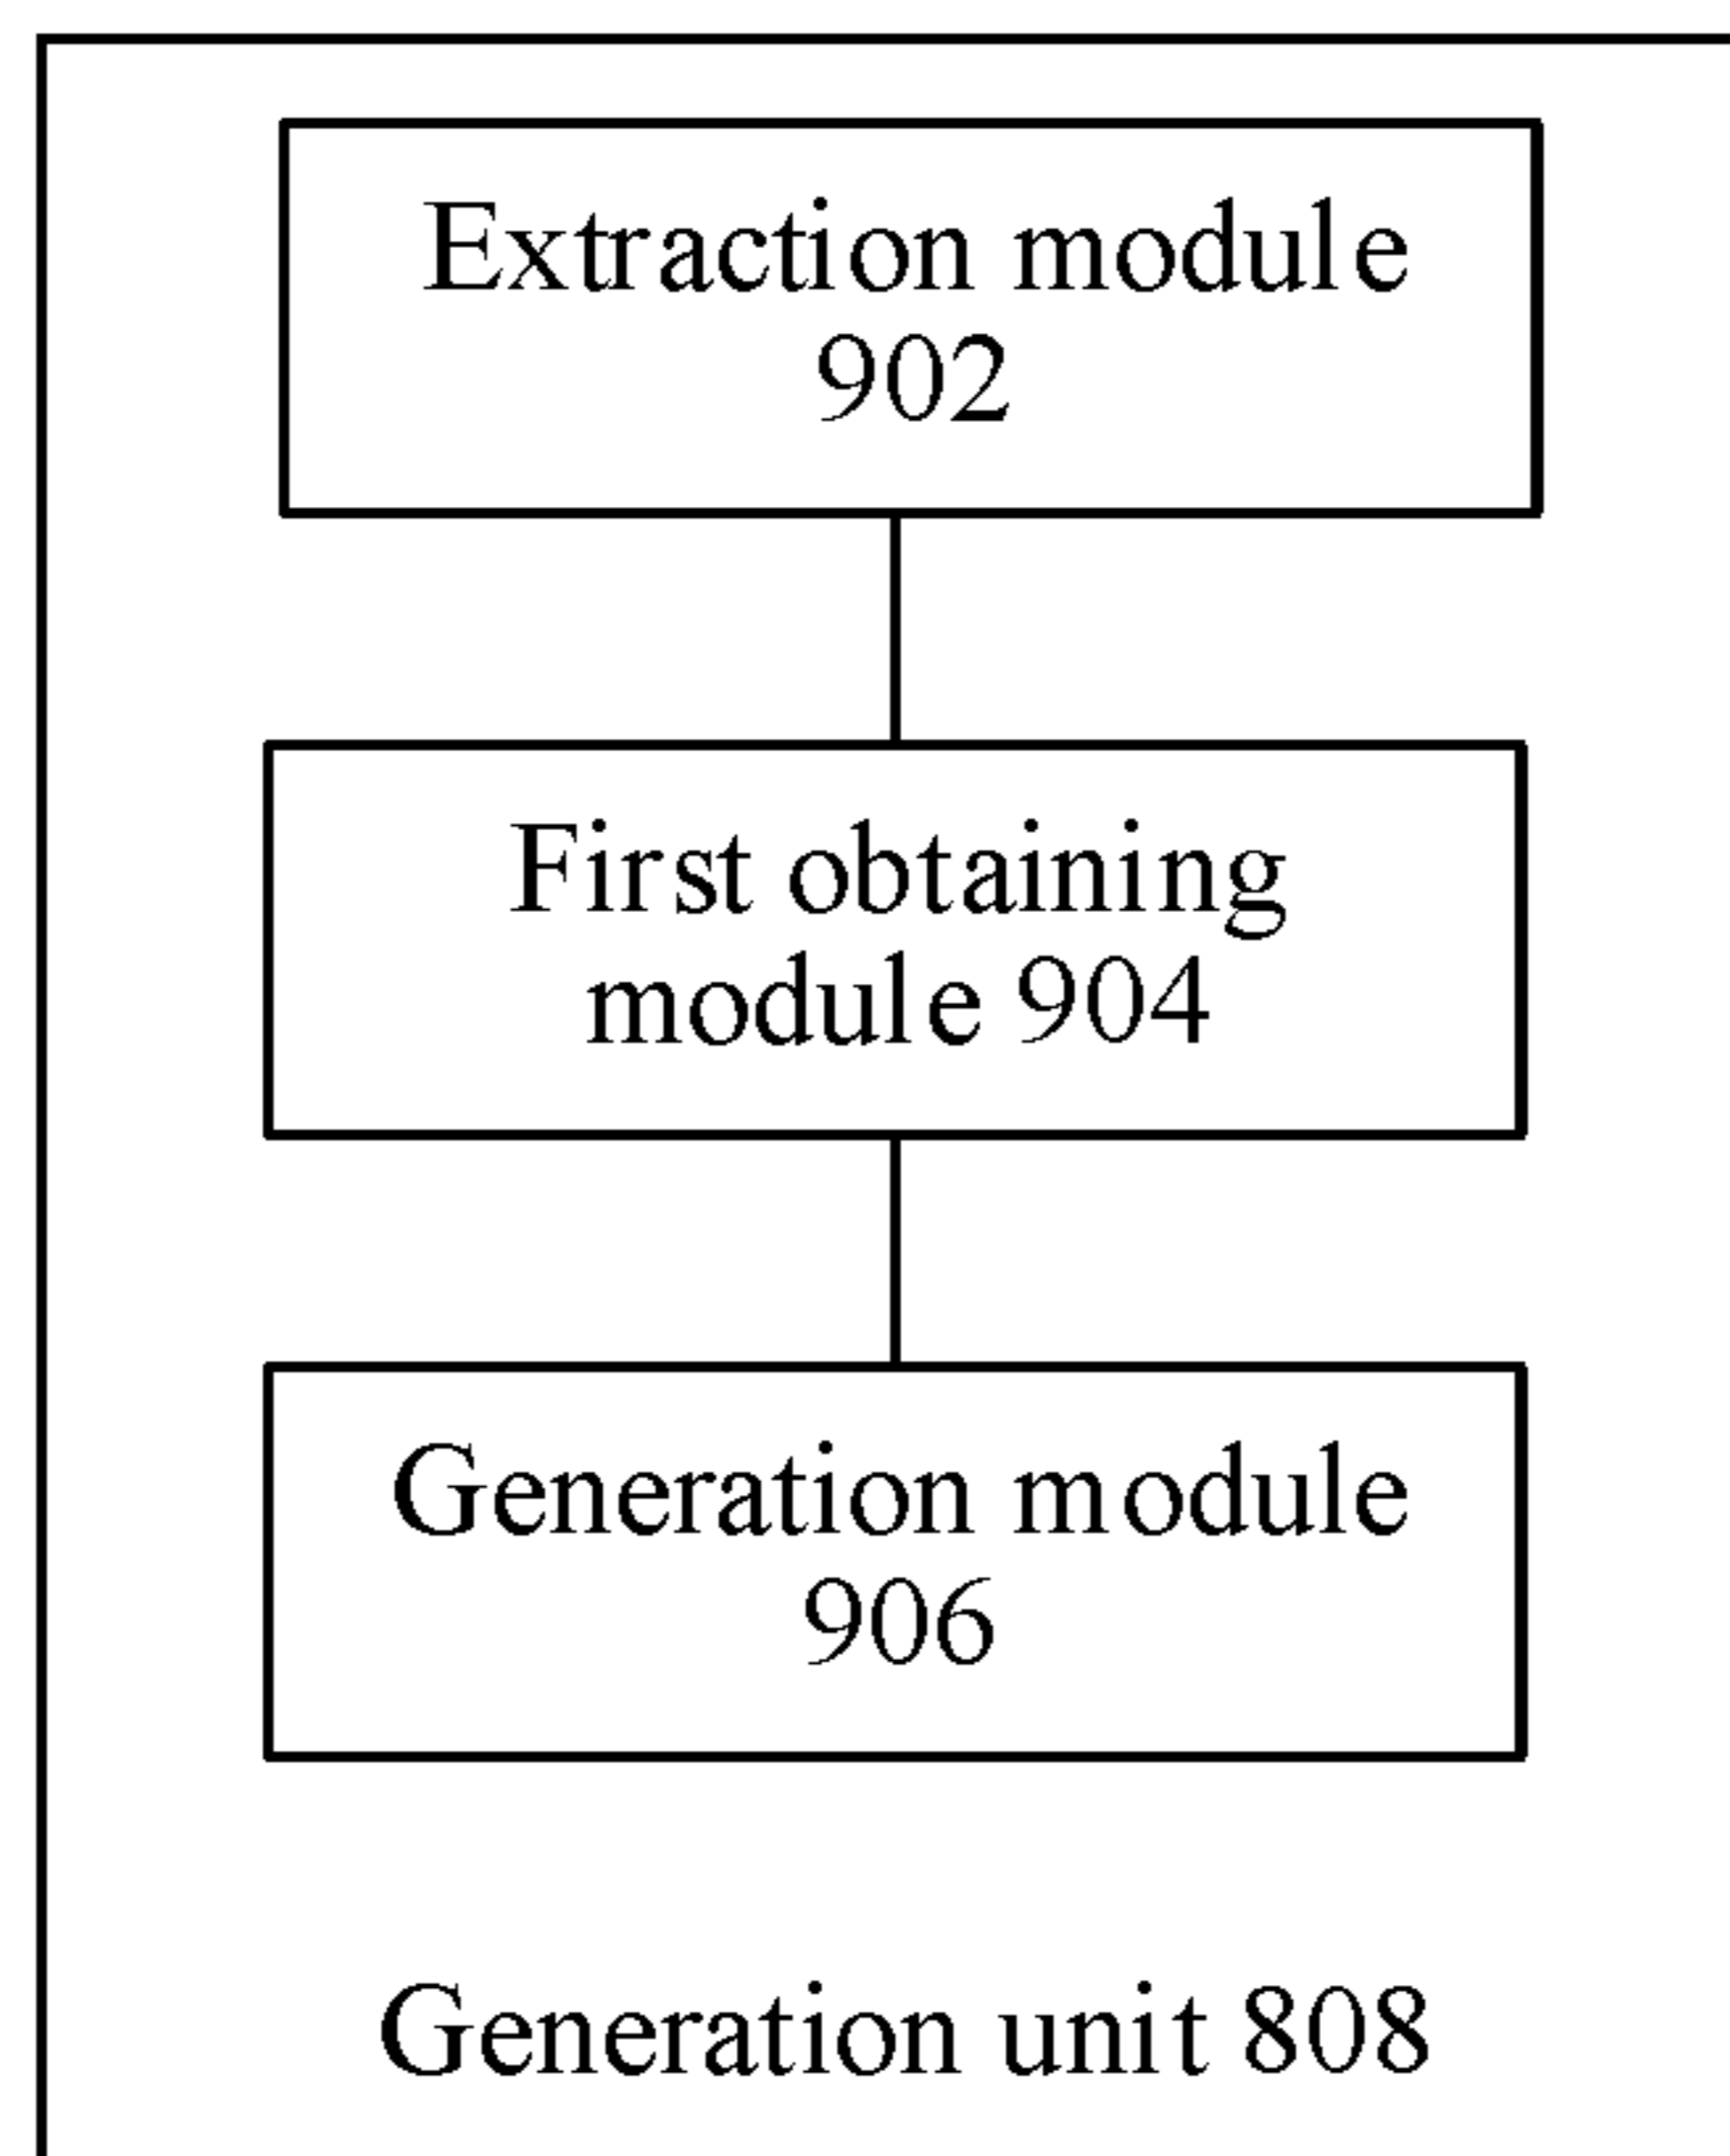 Extraction module
902
First obtaining
module 904
Generation module
906
Generation unit 808